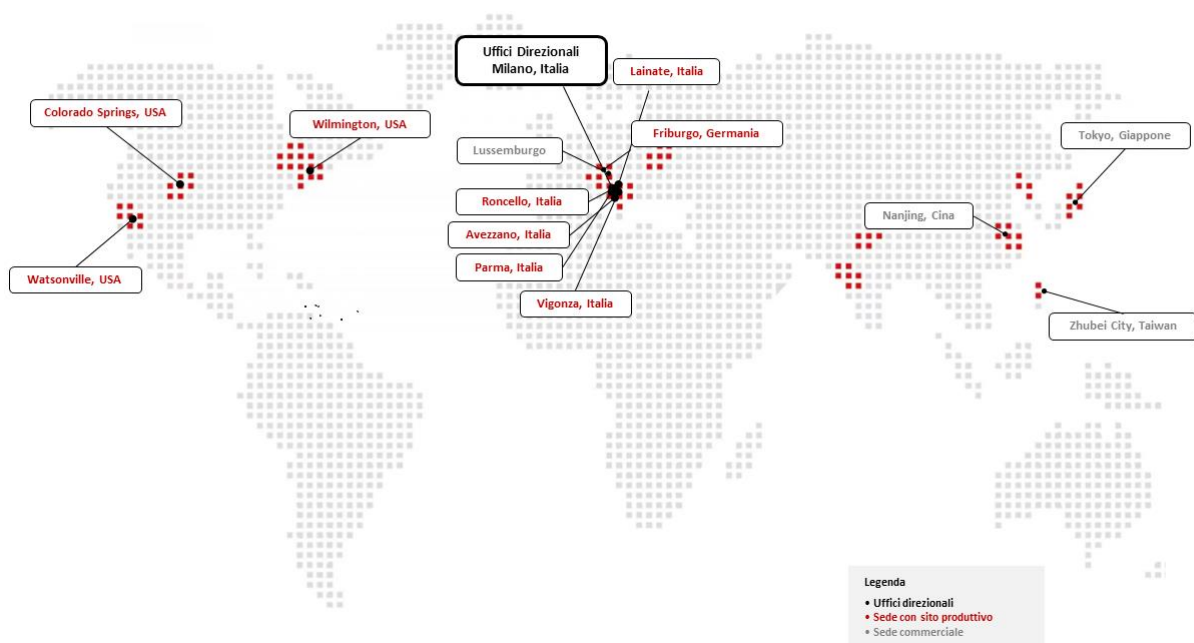 Uffici Direzionali
Milano, Italia
Lainate, Italia
Colorado Springs, USA
Wilmington, USA
Friburgo, Germania
Tokyo, Giappone
Lussemburgo
Roncello, Italia
Nanjing, Cina
Avezzano, Italia
Parma, Italia
Watsonville, USA
Vigonza, Italia
Zhubei City, Taiwan
Legenda
• Uffici direzionali
• Sede con sito produttivo
• Sede commerciale